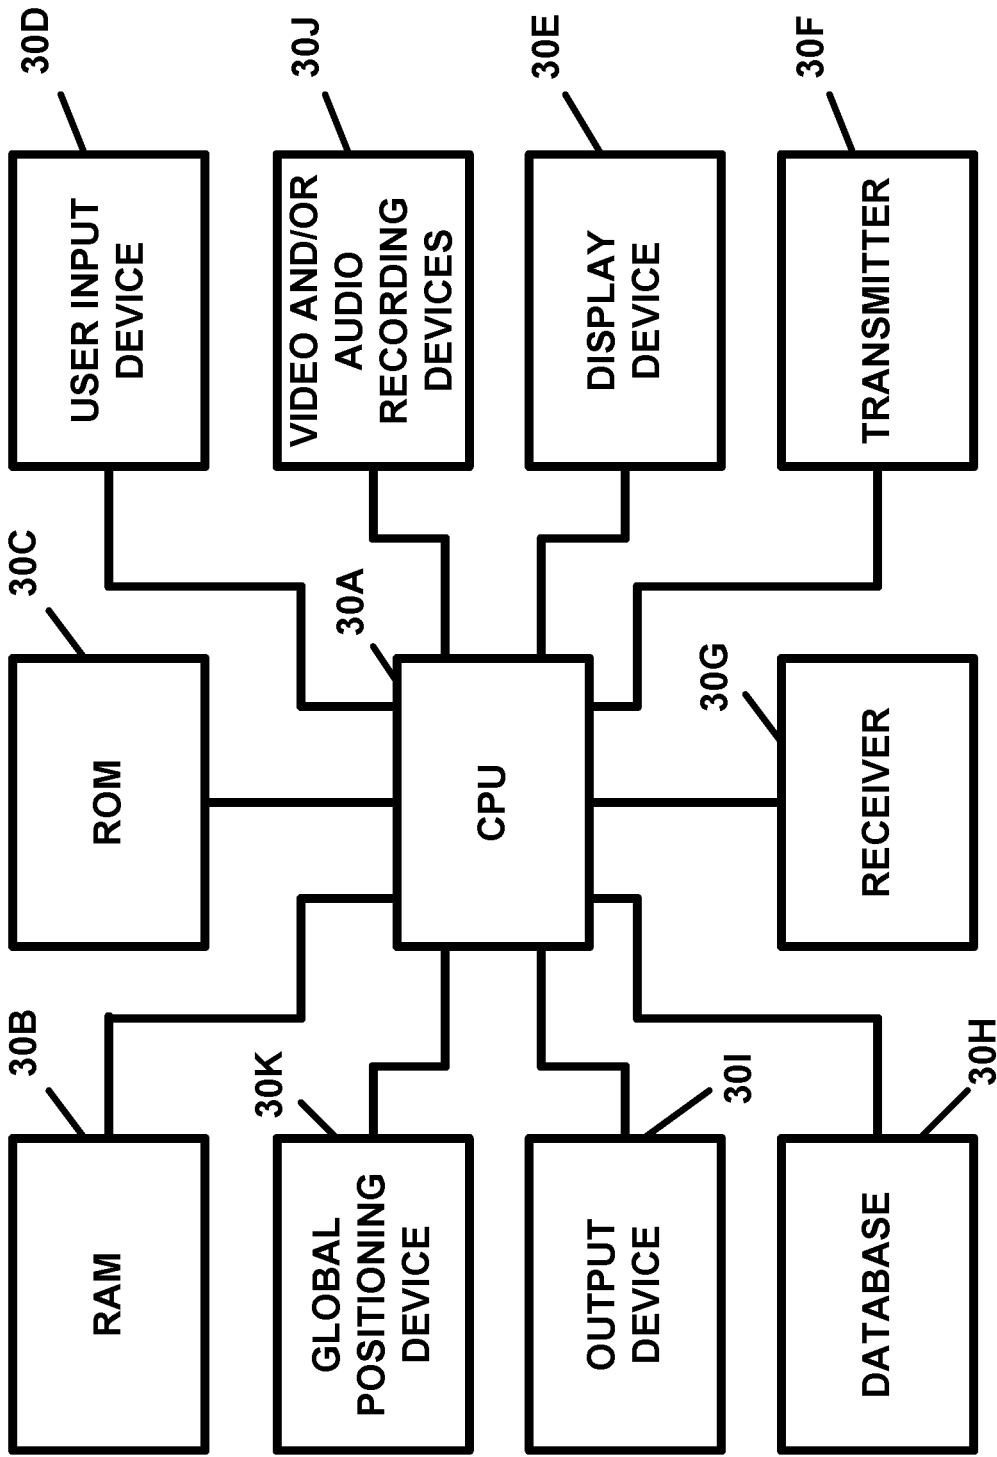 30B
RAM
30C
ROM
30D
USER INPUT
DEVICE
30K
GLOBAL
POSITIONING
DEVICE
30A
CPU
30J
VIDEO AND/OR
AUDIO
RECORDING
DEVICES
30I
OUTPUT
DEVICE
30E
DISPLAY
DEVICE
30H
DATABASE
30G
RECEIVER
30F
TRANSMITTER